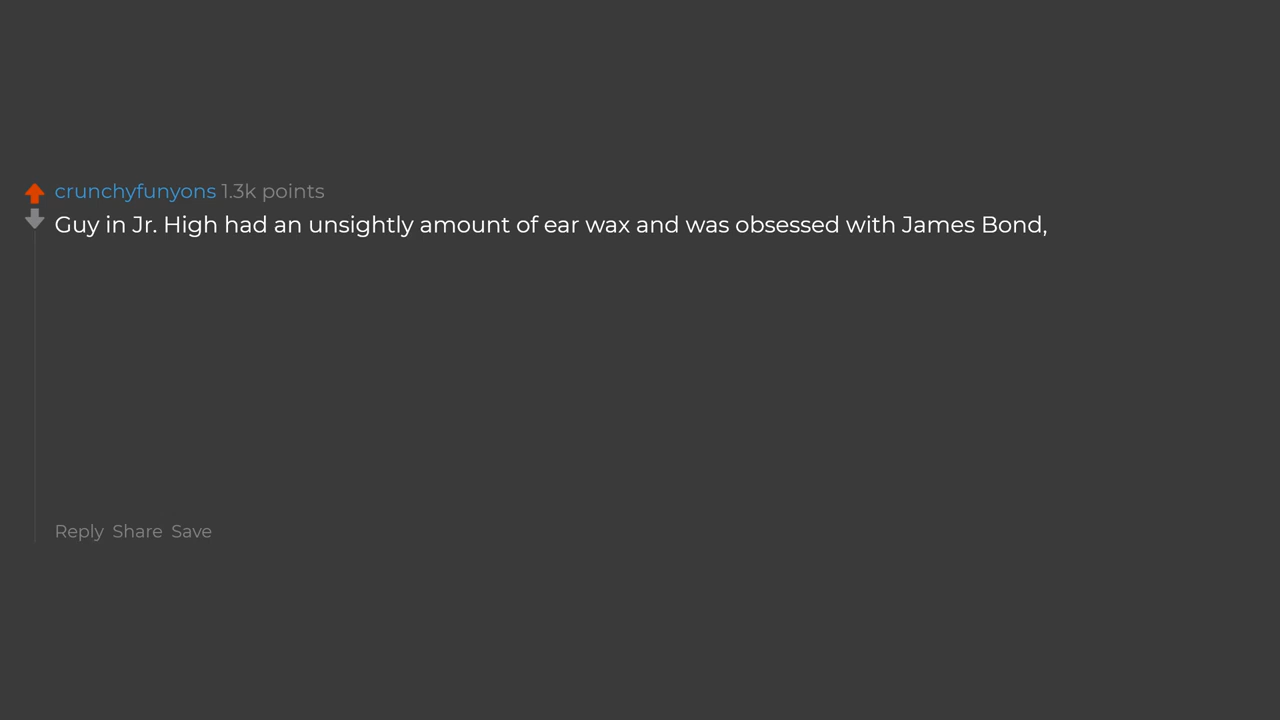 crunchyfunyons 1.3k points
Guy in Jr. High had an unsightly amount of ear wax and was obsessed with James Bond,
Reply Share Save